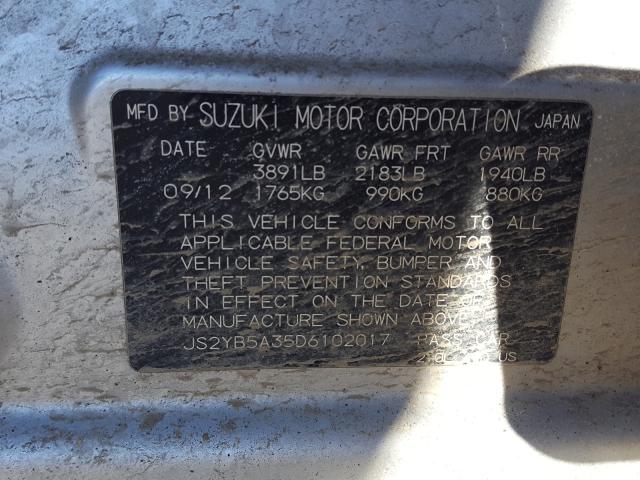 MFD BY SUZUKI MOTOR CORPORATION JAPAN
DATE GVWR GAWR FRT GAWR RR
3891LB 2183LB 1940LB
09/12 1765KG 990KG 880KG
THIS VEHICLE CONFORMS TO ALL
APPLICABLE FEDERAL MOTOR
VEHICLE SAFETY, BUMPER AND
THEFT PREVENTION STANDARDS
IN EFFECT ON THE DATE OF
MANUFACTURE SHOWN ABOVE
JS2YB5A35D6102017 PASS CAR
US